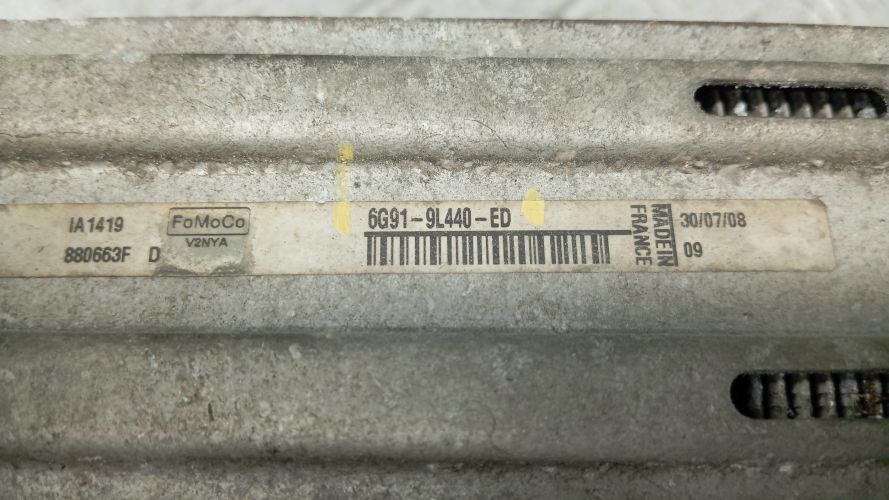 IA1419
880663F D
FoMoCo
V2NYA
6G91-9L440-ED
MADE IN
FRANCE
30/07/08
09